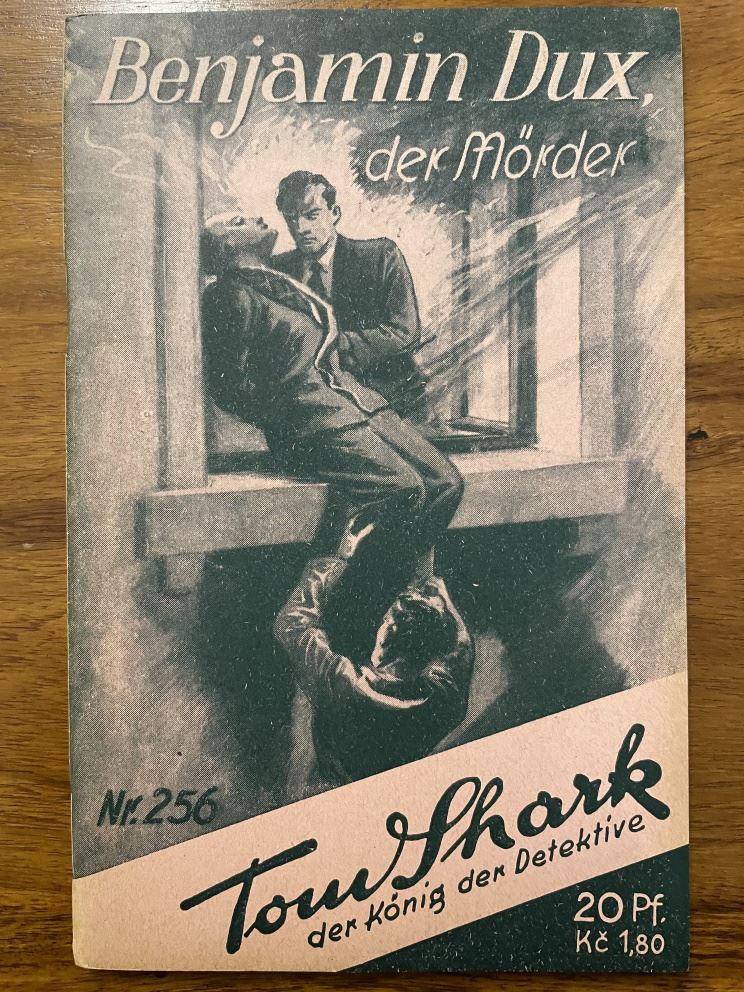 Benjamin Dux,
der Mörder
Nr. 256
Tom Shark
der König der Detektive
20 Pf.
Kč 1,80